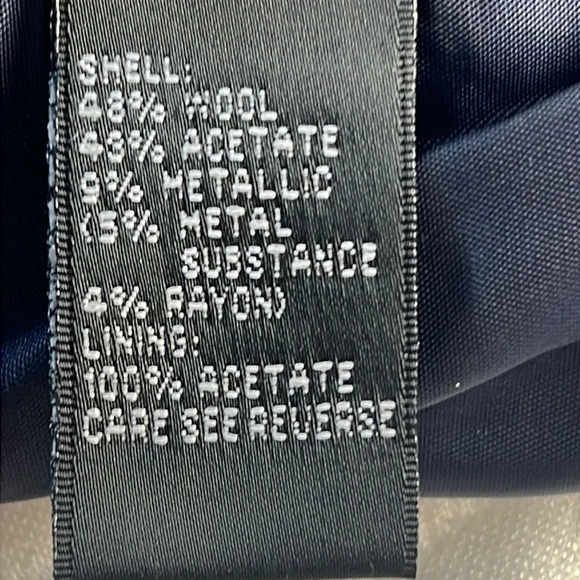 SHELL:
48% WOOL
43% ACETATE
9% METALLIC
(5% METAL
SUBSTANCE
4% RAYON)
LINING:
100% ACETATE
CARE SEE REVERSE